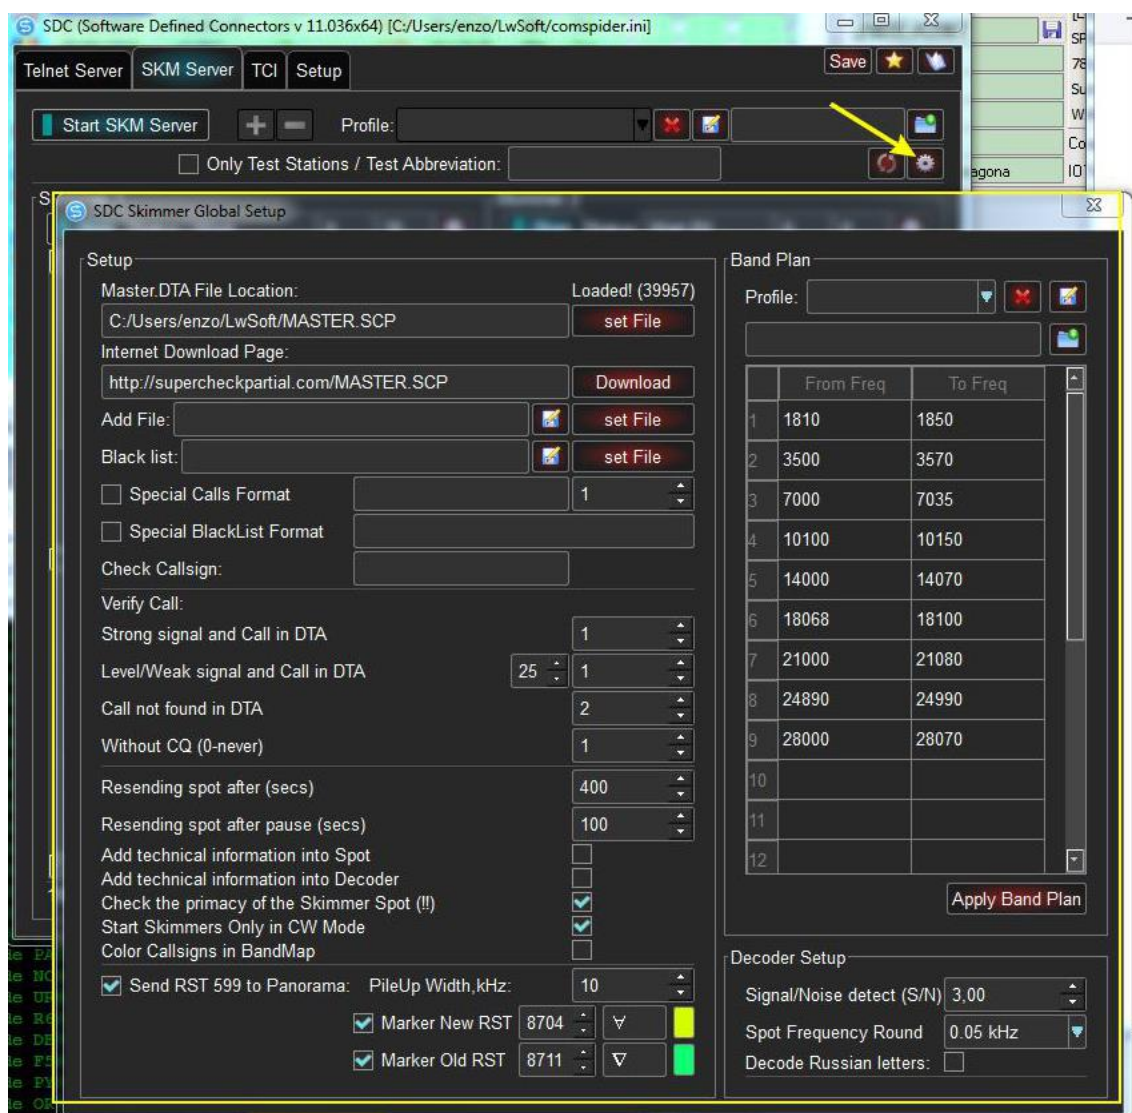 SDC (Software Defined Connectors v 11.036x64) [C:/Users/enzo/LwSoft/comspider.ini]
Telnet Server SKM Server TCI Setup Save
Start SKM Server Profile:
Only Test Stations / Test Abbreviation:
agona
SDC Skimmer Global Setup
Setup
Master.DTA File Location: Loaded! (39957)
C:/Users/enzo/LwSoft/MASTER.SCP set File
Internet Download Page:
http://supercheckpartial.com/MASTER.SCP Download
Add File: set File
Black list: set File
Special Calls Format 1
Special BlackList Format
Check Callsign:
Verify Call:
Strong signal and Call in DTA 1
Level/Weak signal and Call in DTA 25 1
Call not found in DTA 2
Without CQ (0-never) 1
Resending spot after (secs) 400
Resending spot after pause (secs) 100
Add technical information into Spot
Add technical information into Decoder
Check the primacy of the Skimmer Spot (!!)
Start Skimmers Only in CW Mode
Color Callsigns in BandMap
Send RST 599 to Panorama: PileUp Width,kHz: 10
Marker New RST 8704 ∀
Marker Old RST 8711 ∇
Band Plan
Profile:
From Freq To Freq
1 1810 1850
2 3500 3570
3 7000 7035
4 10100 10150
5 14000 14070
6 18068 18100
7 21000 21080
8 24890 24990
9 28000 28070
10
11
12
Apply Band Plan
Decoder Setup
Signal/Noise detect (S/N) 3,00
Spot Frequency Round 0.05 kHz
Decode Russian letters: